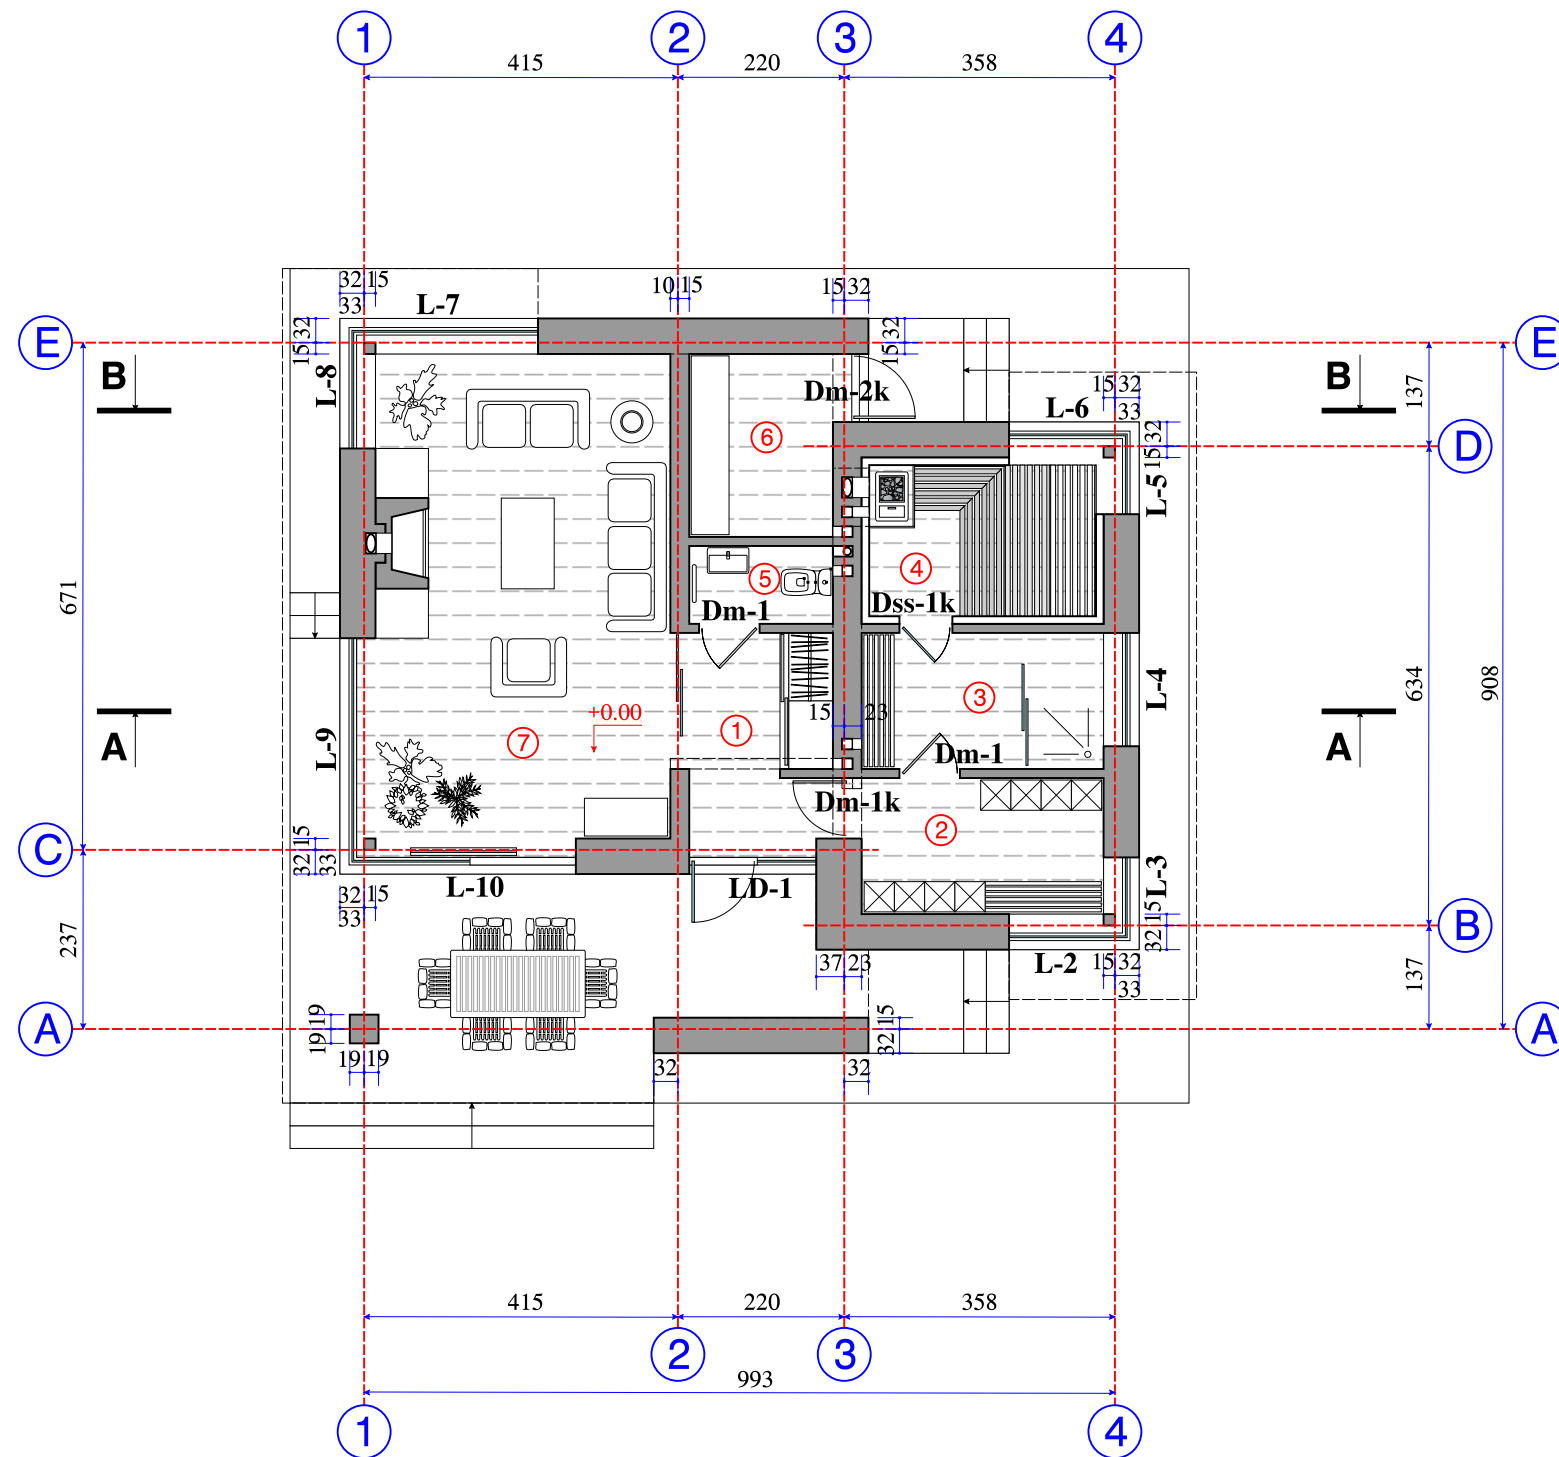 1 2 3 4
415 220 358
32 15 10 15 15 32
33
L-7
E E
32 15 32 15
L-8
B Dm-2k B
15 32
L-6 33
137
32 15
D
6
L-5
671
5 4
Dm-1 Dss-1k
634
908
L-4
3
+0.00 15 23
7 1
A L-9 Dm-1 A
Dm-1k
2
C
15 32 33
L-10 LD-1 L-3
32 15
33
15 32
B
237
37 23
L-2 15 32
33
137
19 19 15 32
A A
19 19 32 32
415 220 358
2 3
993
1 4